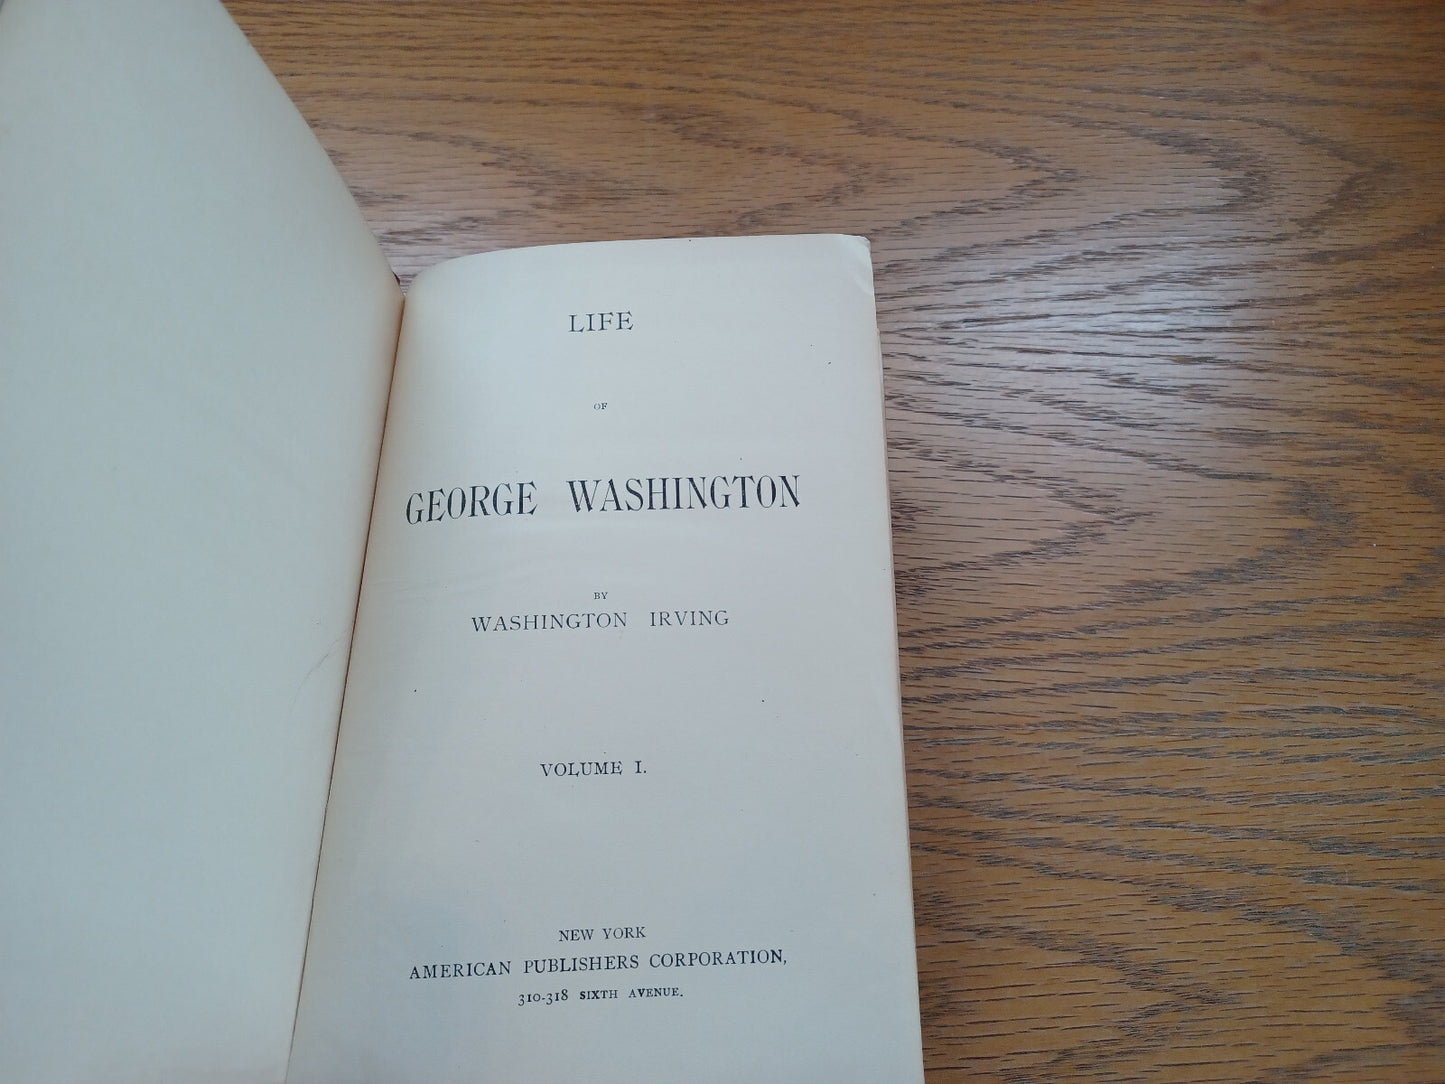 LIFE
OF
GEORGE WASHINGTON
BY
WASHINGTON IRVING
VOLUME I.
NEW YORK
AMERICAN PUBLISHERS CORPORATION,
310-318 SIXTH AVENUE.